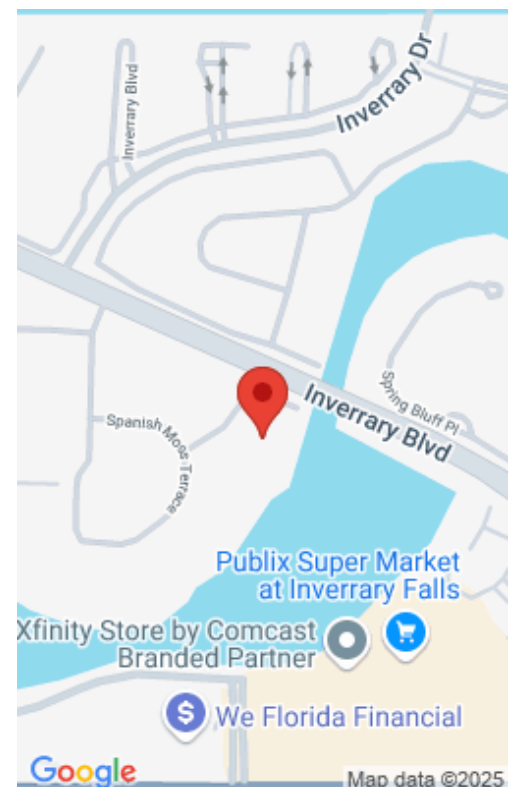 Inverrary Dr
Inverrary Blvd
Inverrary Blvd
Spring Bluff Pl
Spanish Moss Terrace
Publix Super Market
at Inverrary Falls
Xfinity Store by Comcast
Branded Partner
$ We Florida Financial
Google
Map data ©2025